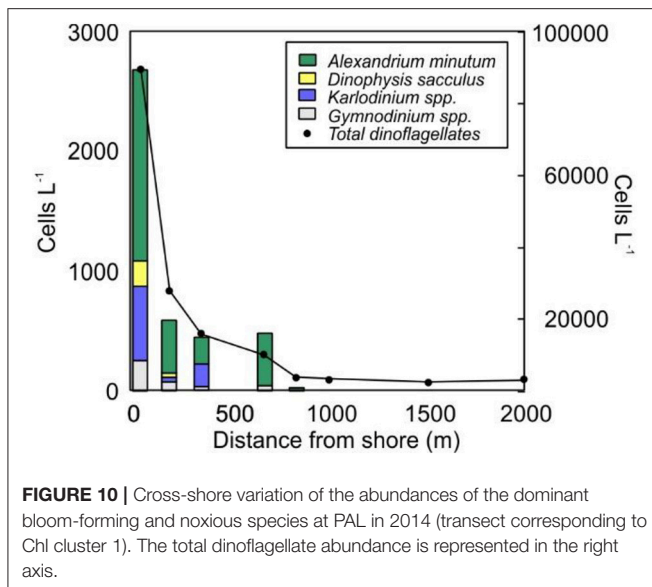 3000
2000
1000
0
Cells L⁻¹
Alexandrium minutum
Dinophysis sacculus
Karlodinium spp.
Gymnodinium spp.
Total dinoflagellates
100000
60000
20000
Cells L⁻¹
0 500 1000 1500 2000
Distance from shore (m)
FIGURE 10 | Cross-shore variation of the abundances of the dominant
bloom-forming and noxious species at PAL in 2014 (transect corresponding to
Chl cluster 1). The total dinoflagellate abundance is represented in the right
axis.